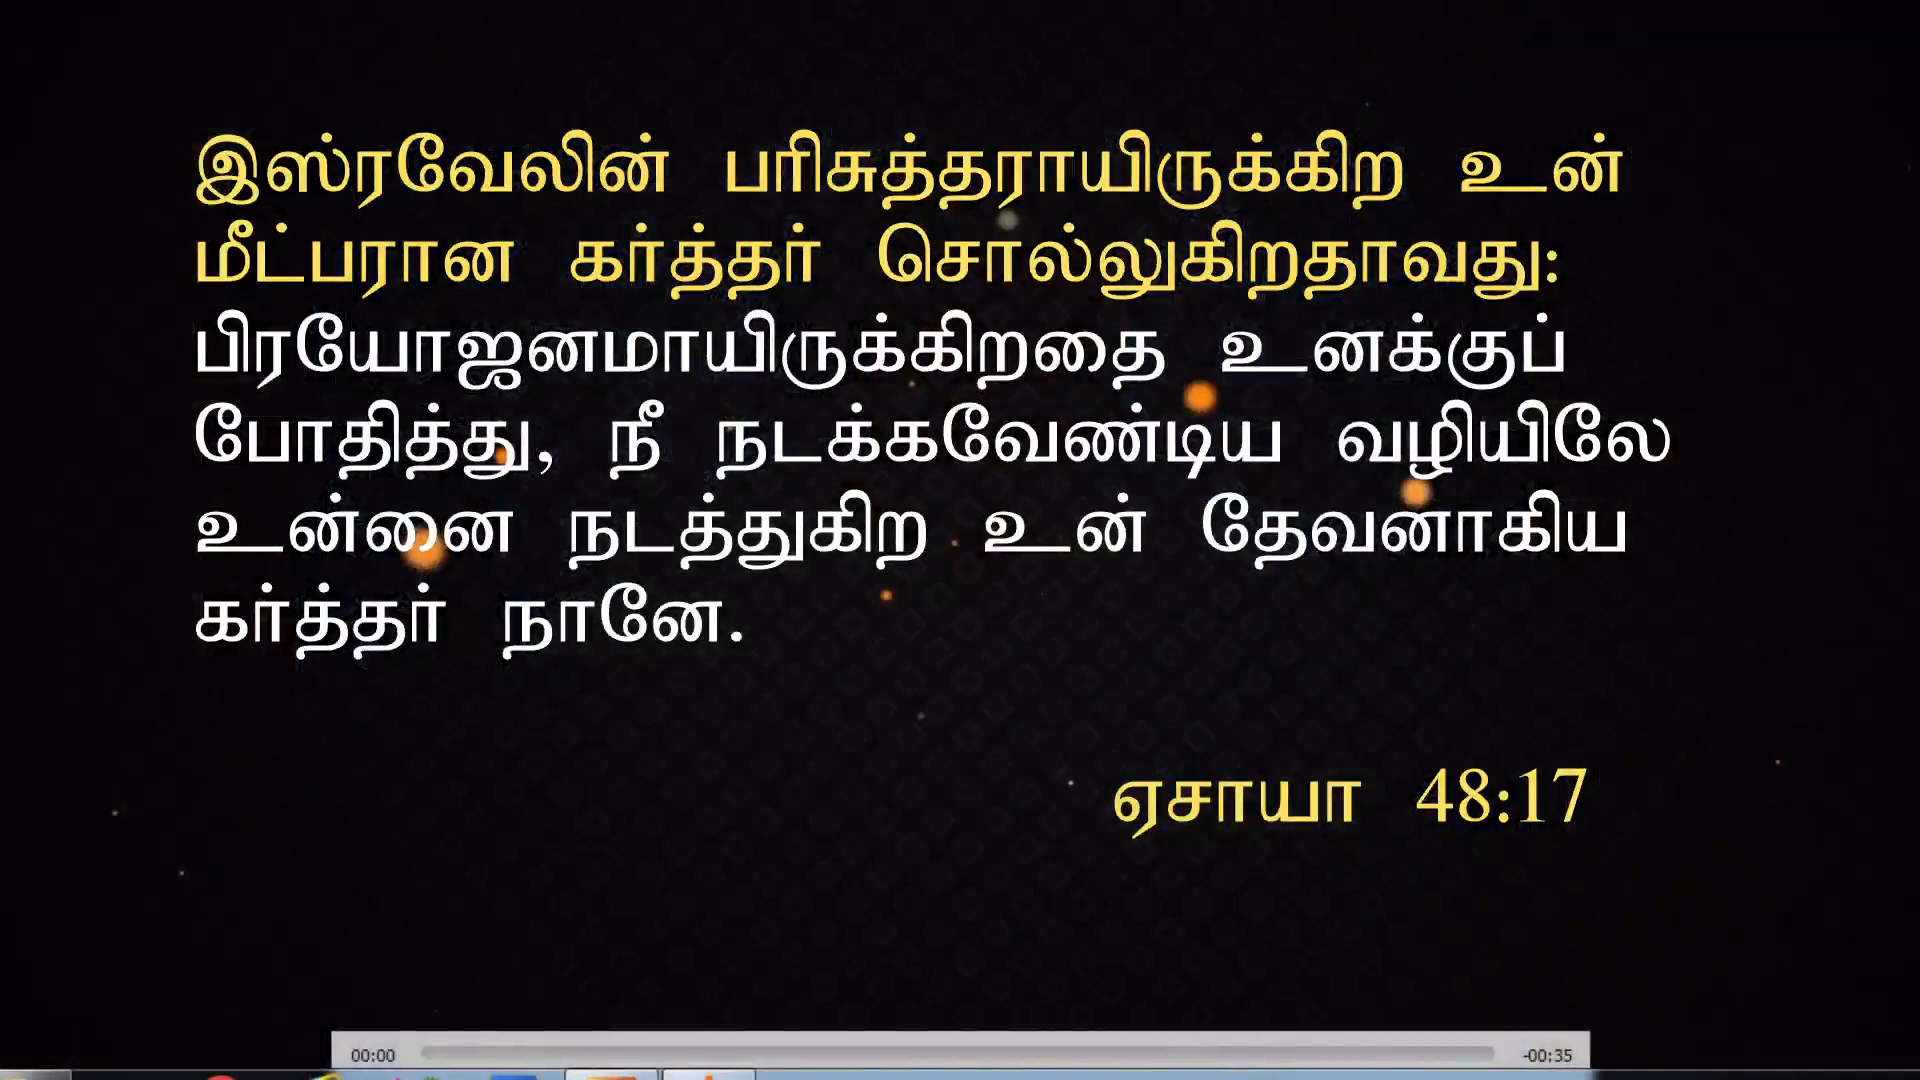 இஸ்ரவேலின் பரிசுத்தராயிருக்கிற உன்
மீட்பரான கர்த்தர் சொல்லுகிறதாவது:
பிரயோஜனமாயிருக்கிறதை உனக்குப்
போதித்து, நீ நடக்கவேண்டிய வழியிலே
உன்னை நடத்துகிற உன் தேவனாகிய
கர்த்தர் நானே.
ஏசாயா 48:17
00:00 -00:35